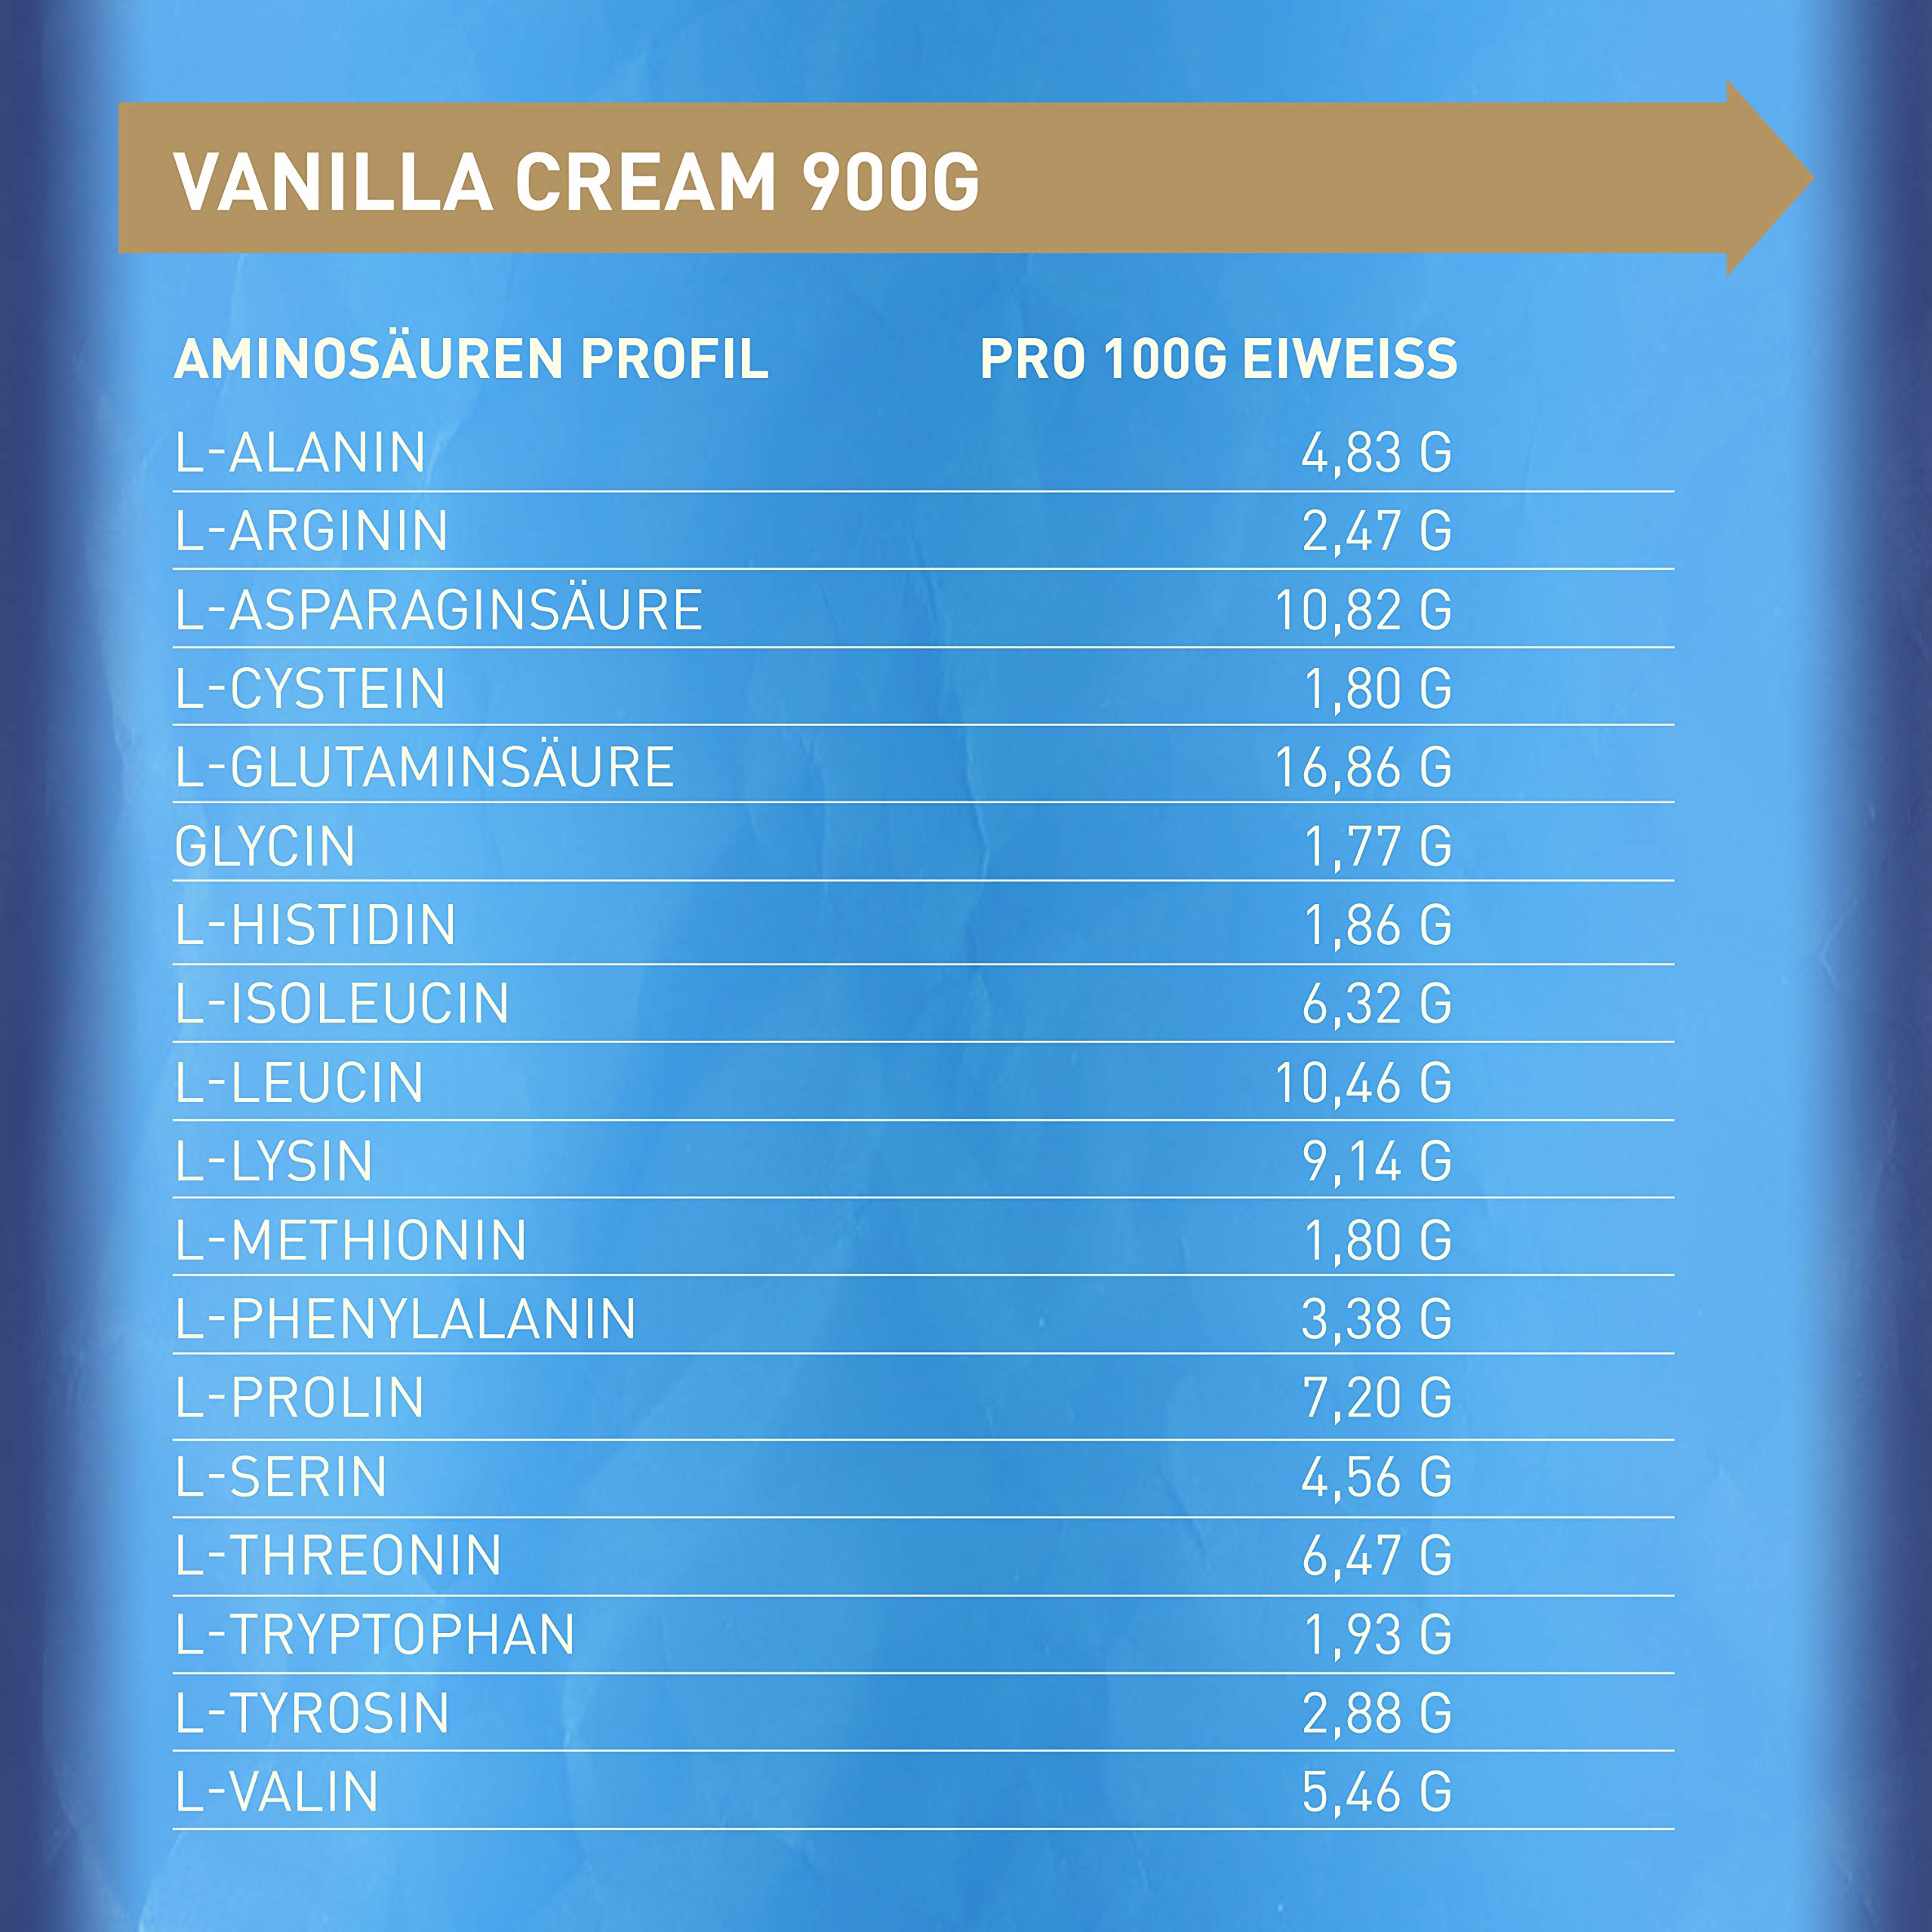 VANILLA CREAM 900G
AMINOSÄUREN PROFIL PRO 100G EIWEISS
L-ALANIN 4,83 G
L-ARGININ 2,47 G
L-ASPARAGINSÄURE 10,82 G
L-CYSTEIN 1,80 G
L-GLUTAMINSÄURE 16,86 G
GLYCIN 1,77 G
L-HISTIDIN 1,86 G
L-ISOLEUCIN 6,32 G
L-LEUCIN 10,46 G
L-LYSIN 9,14 G
L-METHIONIN 1,80 G
L-PHENYLALANIN 3,38 G
L-PROLIN 7,20 G
L-SERIN 4,56 G
L-THREONIN 6,47 G
L-TRYPTOPHAN 1,93 G
L-TYROSIN 2,88 G
L-VALIN 5,46 G